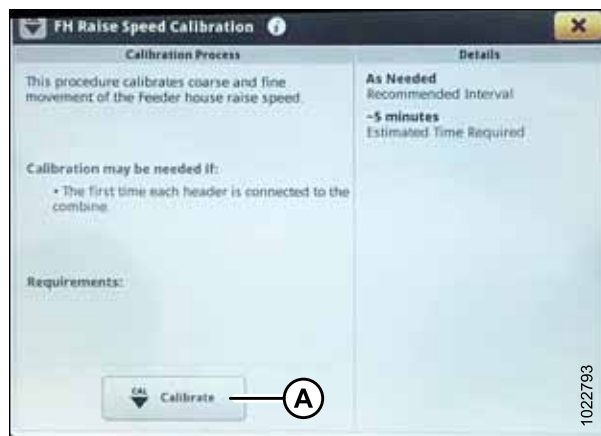 FH Raise Speed Calibration
Calibration Process
This procedure calibrates coarse and fine
movement of the Feeder house raise speed.
Calibration may be needed if:
• The first time each header is connected to the
combine
Requirements:
CAL
Calibrate
A
Details
As Needed
Recommended Interval
~5 minutes
Estimated Time Required
1022793